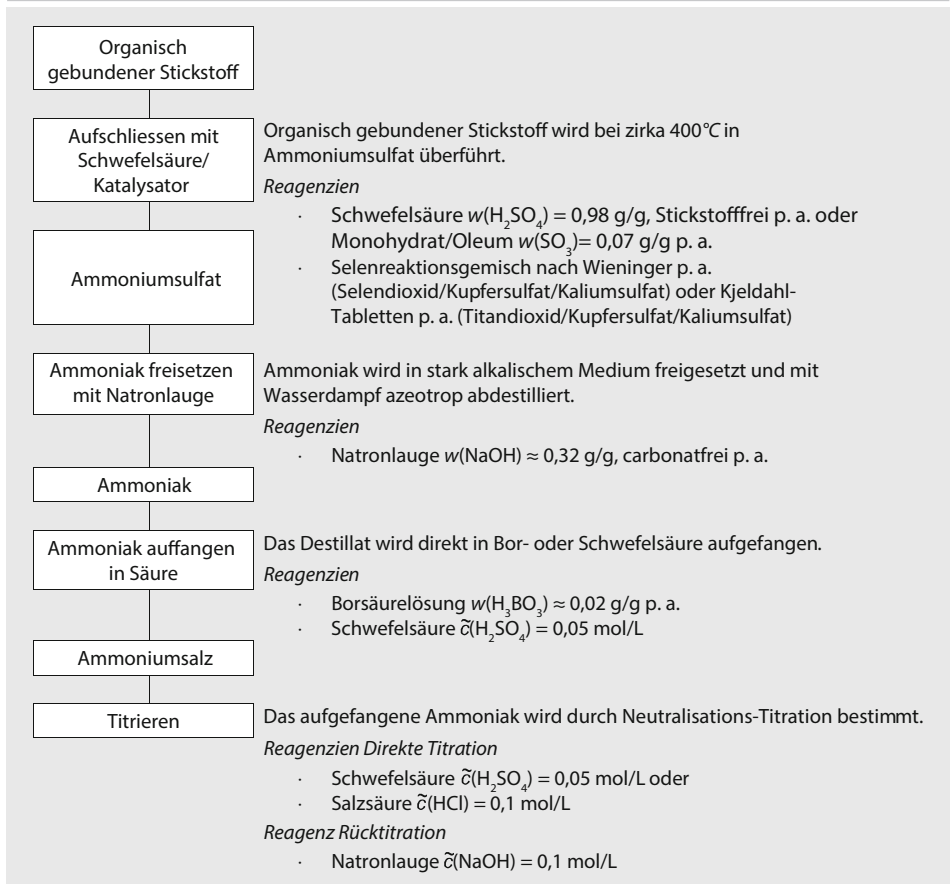 Organisch
gebundener Stickstoff
Aufschliessen mit
Schwefelsäure/
Katalysator
Organisch gebundener Stickstoff wird bei zirka 400°C in
Ammoniumsulfat überführt.
Reagenzien
· Schwefelsäure w(H₂SO₄) = 0,98 g/g, Stickstofffrei p. a. oder
Monohydrat/Oleum w(SO₃)= 0,07 g/g p. a.
· Selenreaktionsgemisch nach Wieninger p. a.
(Selendioxid/Kupfersulfat/Kaliumsulfat) oder Kjeldahl-
Tabletten p. a. (Titandioxid/Kupfersulfat/Kaliumsulfat)
Ammoniumsulfat
Ammoniak freisetzen
mit Natronlauge
Ammoniak wird in stark alkalischem Medium freigesetzt und mit
Wasserdampf azeotrop abdestilliert.
Reagenzien
· Natronlauge w(NaOH) ≈ 0,32 g/g, carbonatfrei p. a.
Ammoniak
Ammoniak auffangen
in Säure
Das Destillat wird direkt in Bor- oder Schwefelsäure aufgefangen.
Reagenzien
· Borsäurelösung w(H₃BO₃) ≈ 0,02 g/g p. a.
· Schwefelsäure c̃(H₂SO₄) = 0,05 mol/L
Ammoniumsalz
Titrieren
Das aufgefangene Ammoniak wird durch Neutralisations-Titration bestimmt.
Reagenzien Direkte Titration
· Schwefelsäure c̃(H₂SO₄) = 0,05 mol/L oder
· Salzsäure c̃(HCl) = 0,1 mol/L
Reagenz Rücktitration
· Natronlauge c̃(NaOH) = 0,1 mol/L